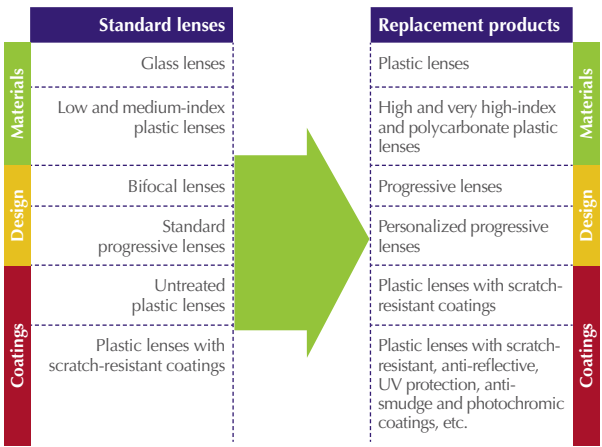 Standard lenses
Replacement products
Materials
Glass lenses
Plastic lenses
Materials
Low and medium-index
plastic lenses
High and very high-index
and polycarbonate plastic
lenses
Design
Bifocal lenses
Progressive lenses
Design
Standard
progressive lenses
Personalized progressive
lenses
Coatings
Untreated
plastic lenses
Plastic lenses with scratch-
resistant coatings
Coatings
Plastic lenses with
scratch-resistant coatings
Plastic lenses with scratch-
resistant, anti-reflective,
UV protection, anti-
smudge and photochromic
coatings, etc.